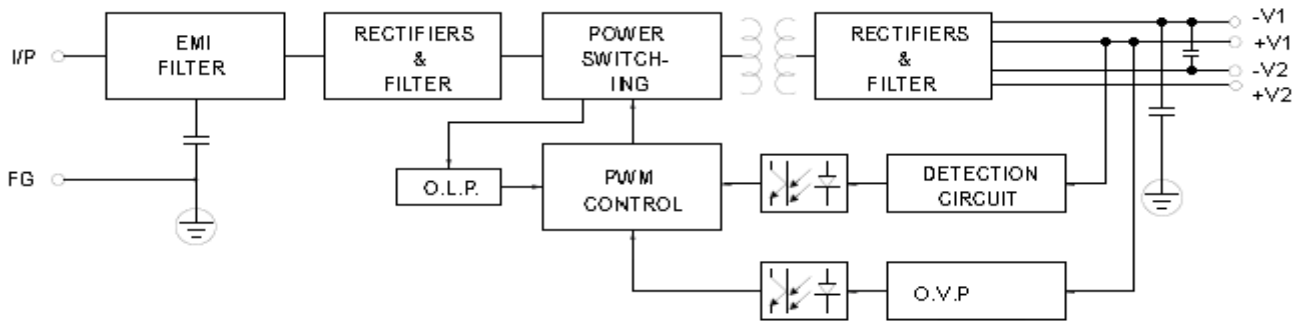 I/P
EMI
FILTER
RECTIFIERS
&
FILTER
POWER
SWITCH-
ING
RECTIFIERS
&
FILTER
-V1
+V1
-V2
+V2
FG
O.L.P.
PWM
CONTROL
DETECTION
CIRCUIT
O.V.P